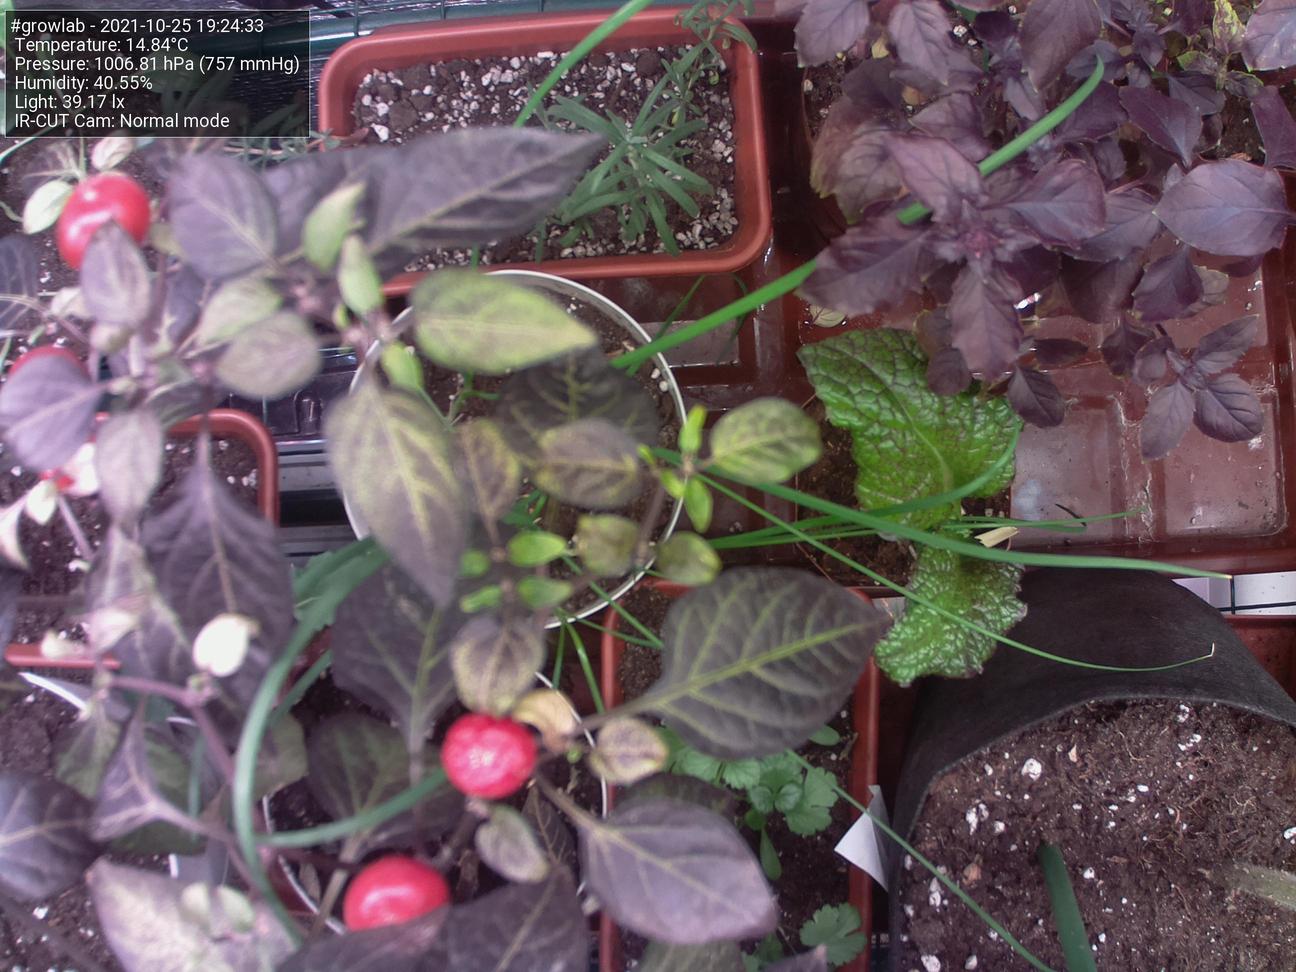 #growlab - 2021-10-25 19:24:33
Temperature: 14.84°C
Pressure: 1006.81 hPa (757 mmHg)
Humidity: 40.55%
Light: 39.17 lx
IR-CUT Cam: Normal mode